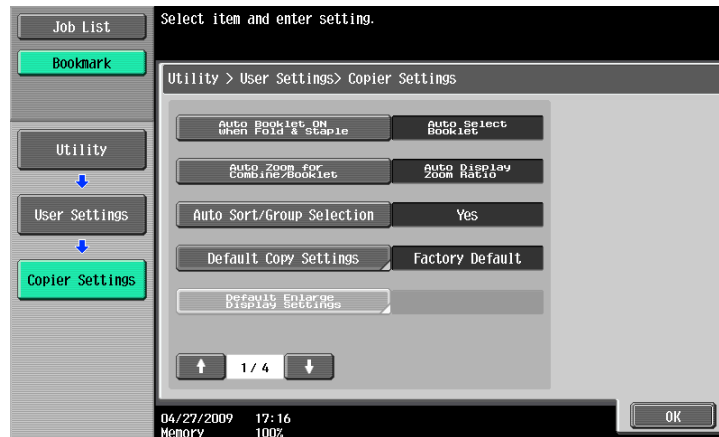 Job List
Select item and enter setting.
Bookmark
Utility > User Settings> Copier Settings
Auto Booklet ON
when Fold & Staple
Auto Select
Booklet
Utility
Auto Zoom for
Combine/Booklet
Auto Display
Zoom Ratio
User Settings
Auto Sort/Group Selection
Yes
Default Copy Settings
Factory Default
Copier Settings
Default Enlarge
Display Settings
1/ 4
04/27/2009 17:16
Memory 100%
OK